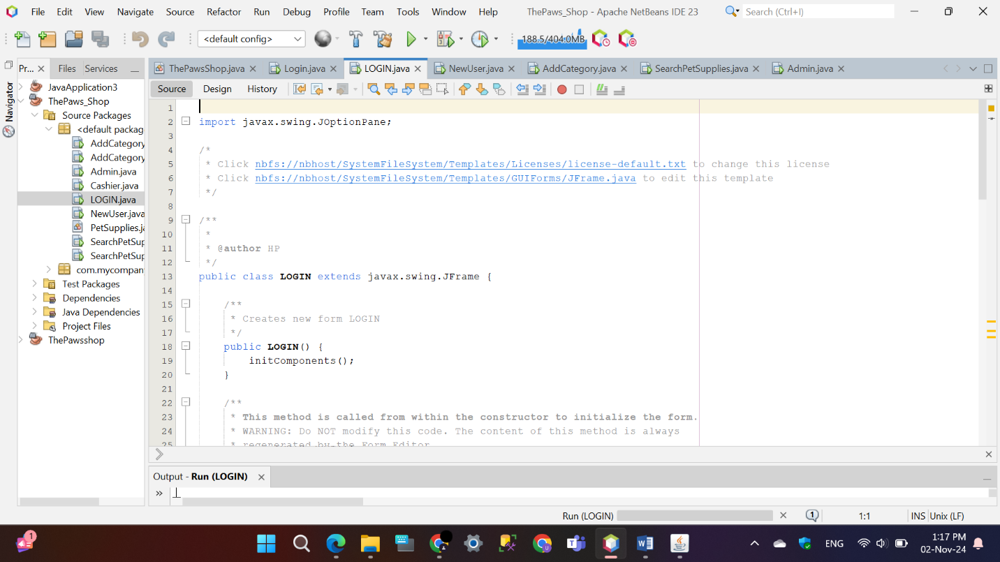 File Edit View Navigate Source Refactor Run Debug Profile Team Tools Window Help ThePaws_Shop - Apache NetBeans IDE 23 Search (Ctrl+I)
<default config> 188.5/404.0MB
Pr... Files Services ThePawsShop.java Login.java LOGIN.java NewUser.java AddCategory.java SearchPetSupplies.java Admin.java
Navigator
Source Design History
JavaApplication3
ThePaws_Shop
Source Packages
<default packag
AddCategory
AddCategory
Admin.java
Cashier.java
LOGIN.java
NewUser.java
PetSupplies.ja
SearchPetSup
SearchPetSup
com.mycompan
Test Packages
Dependencies
Java Dependencies
Project Files
ThePawsshop
1
2 import javax.swing.JOptionPane;
3
4 /*
5 * Click nbfs://nbhost/SystemFileSystem/Templates/Licenses/license-default.txt to change this license
6 * Click nbfs://nbhost/SystemFileSystem/Templates/GUIForms/JFrame.java to edit this template
7 */
8
9 /**
10 *
11 * @author HP
12 */
13 public class LOGIN extends javax.swing.JFrame {
14
15 /**
16 * Creates new form LOGIN
17 */
18 public LOGIN() {
19 initComponents();
20 }
21
22 /**
23 * This method is called from within the constructor to initialize the form.
24 * WARNING: Do NOT modify this code. The content of this method is always
25 * regenerated by the Form Editor
Output - Run (LOGIN)
Run (LOGIN) 1 1:1 INS Unix (LF)
1 ENG 1:17 PM
02-Nov-24